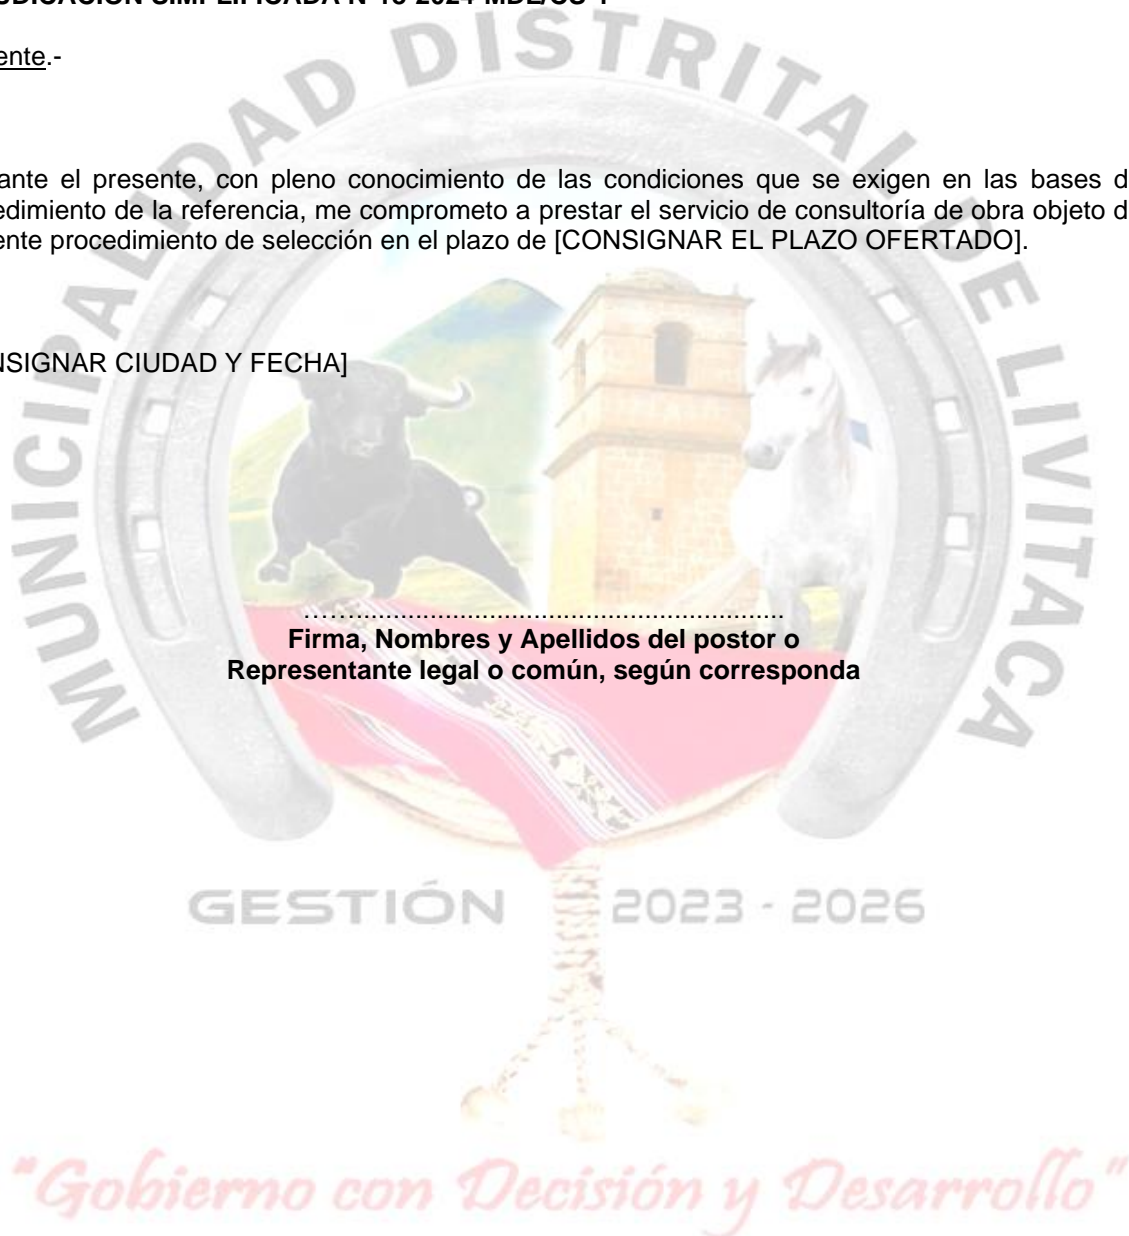 UDICACIÓN SIMPLIFICADA N°
ente.-
ante el presente, con pleno conocimiento de las condiciones que se exigen en las bases d
edimiento de la referencia, me comprometo a prestar el servicio de consultoría de obra objeto d
ente procedimiento de selección en el plazo de [CONSIGNAR EL PLAZO OFERTADO].
NSIGNAR CIUDAD Y FECHA]
MUNICIPALIDAD DISTRITAL DE LIVITACA
Firma, Nombres y Apellidos del postor o
Representante legal o común, según corresponda
GESTIÓN 2023 - 2026
"Gobierno con Decisión y Desarrollo"